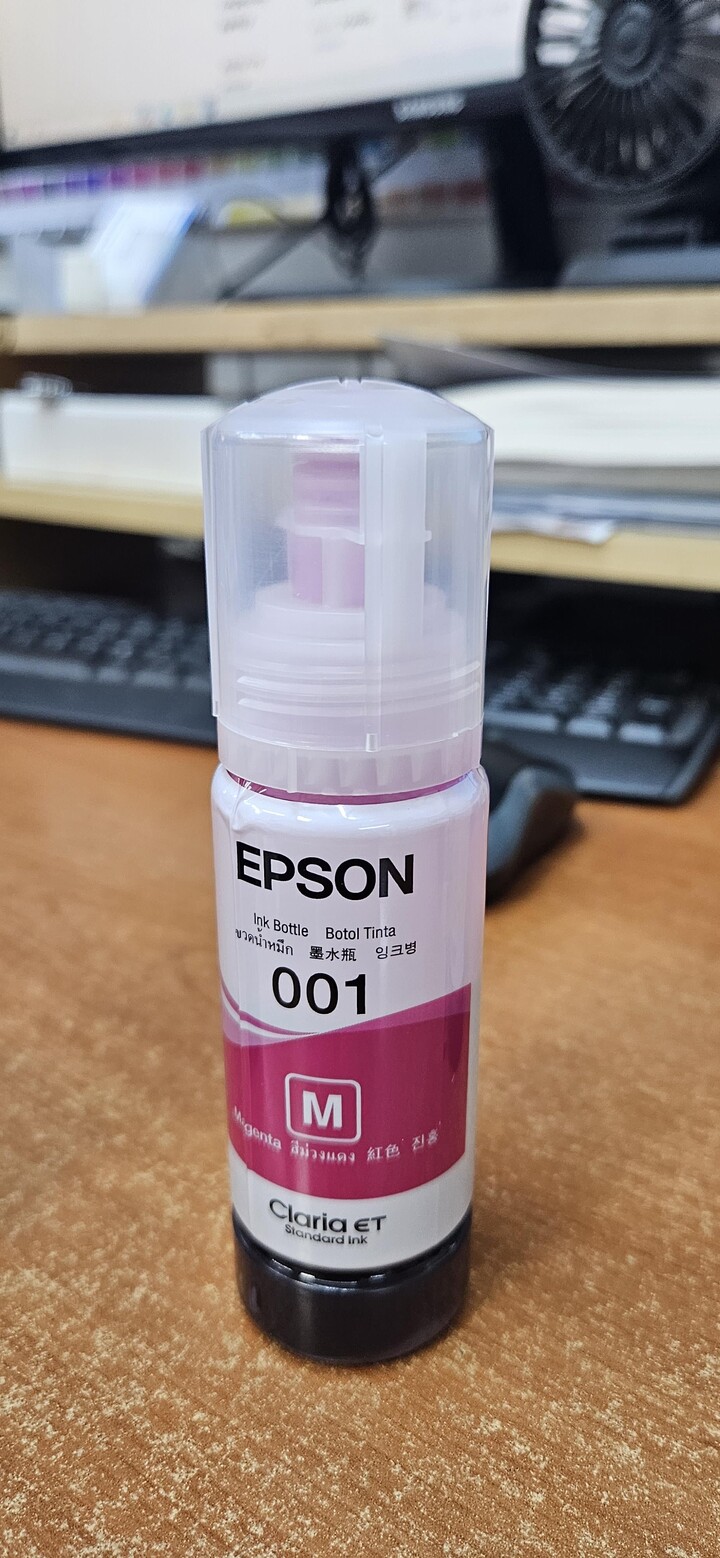 EPSON
Ink Bottle Botol Tinta
ขวดน้ำหมึก 墨水瓶 잉크병
001
M
Magenta สีม่วงแดง 紅色 진홍
Claria ET
Standard Ink